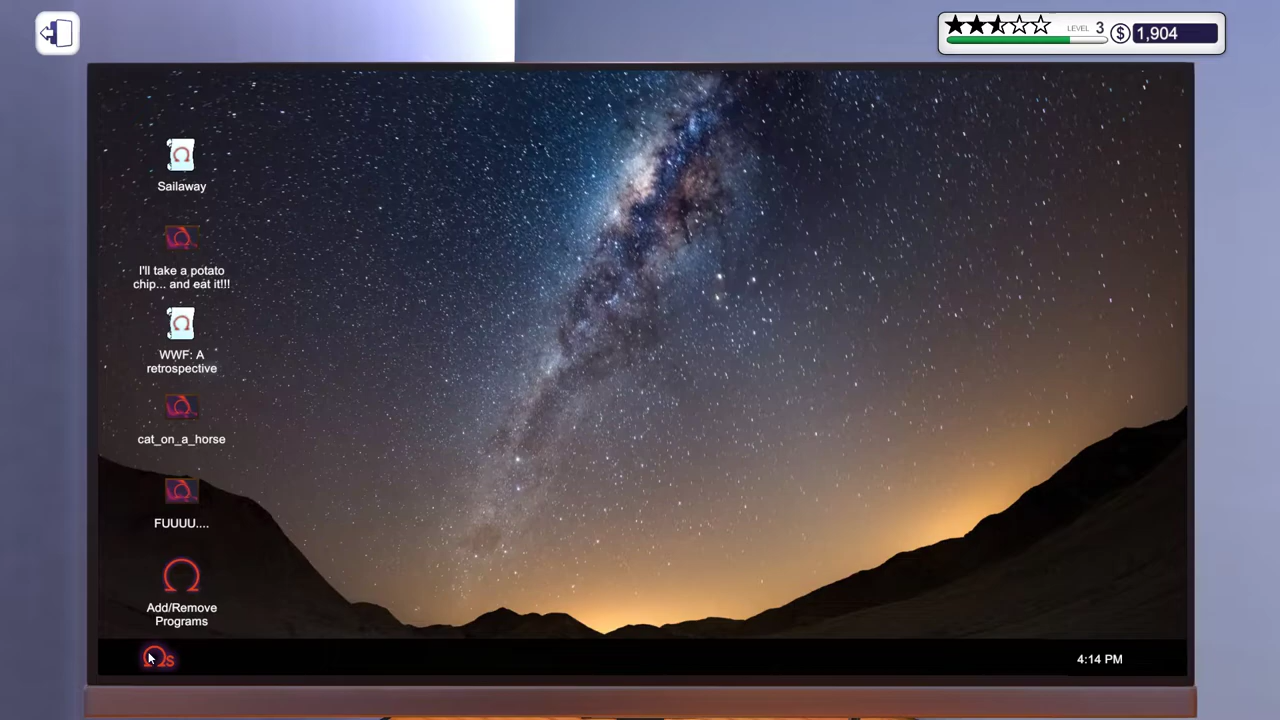 LEVEL 3
$ 1,904
Sailaway
I'll take a potato
chip... and eat it!!!
WWF: A
retrospective
cat_on_a_horse
FUUUU....
Add/Remove
Programs
Ωs
4:14 PM